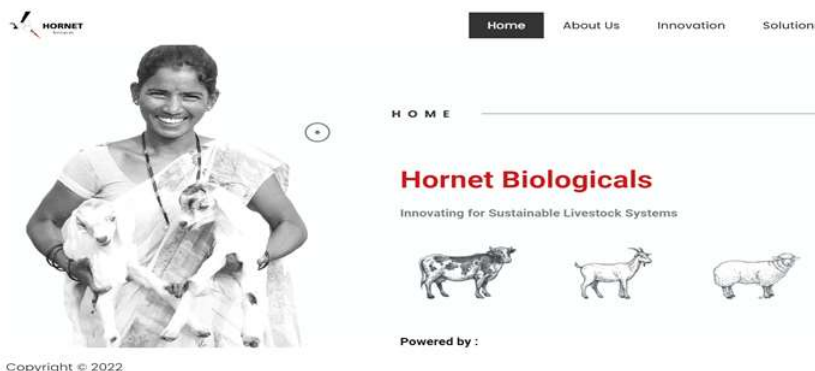 HORNET
Home About Us Innovation Solution
HOME
Hornet Biologicals
Innovating for Sustainable Livestock Systems
Powered by :
Copyright © 2022